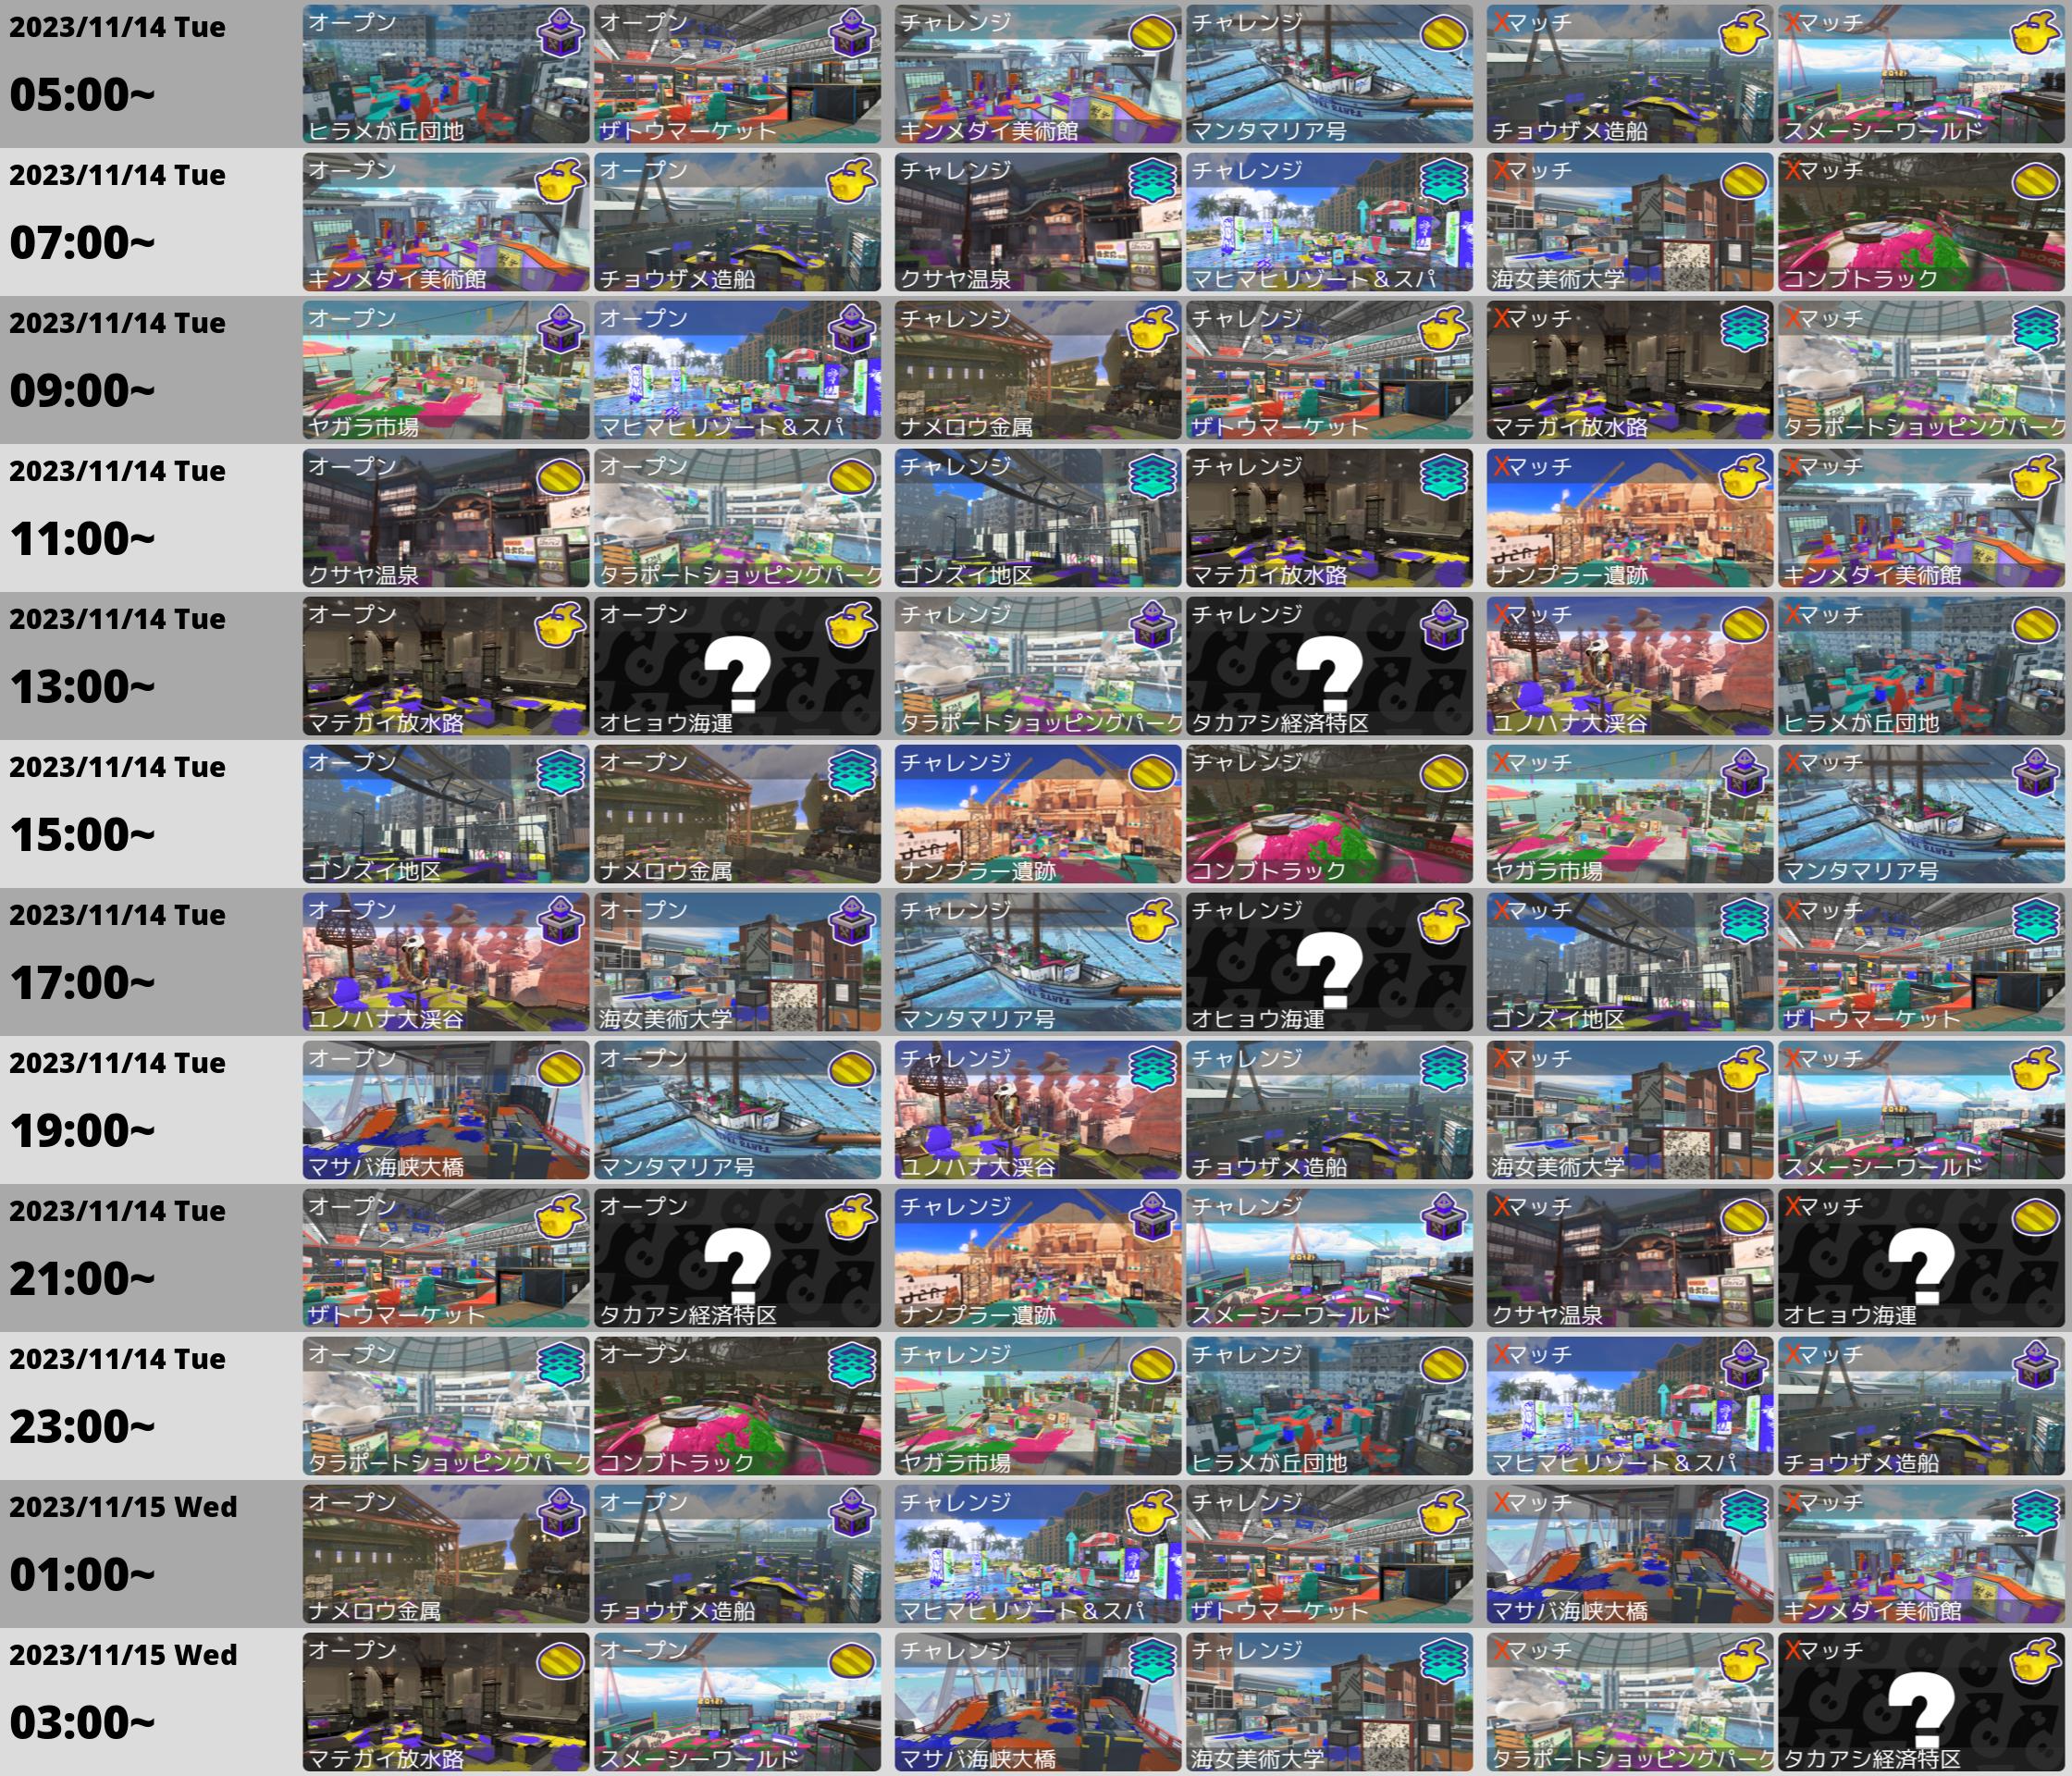 2023/11/14 Tue
05:00~
オープン
ヒラメが丘団地
オープン
ザトウマーケット
チャレンジ
キンメダイ美術館
チャレンジ
マンタマリア号
Xマッチ
チョウザメ造船
Xマッチ
スメーシーワールド
2023/11/14 Tue
07:00~
オープン
キンメダイ美術館
オープン
チョウザメ造船
チャレンジ
クサヤ温泉
チャレンジ
マヒマヒリゾート＆スパ
Xマッチ
海女美術大学
Xマッチ
コンブトラック
2023/11/14 Tue
09:00~
オープン
ヤガラ市場
オープン
マヒマヒリゾート＆スパ
チャレンジ
ナメロウ金属
チャレンジ
ザトウマーケット
Xマッチ
マテガイ放水路
Xマッチ
タラポートショッピングパーク
2023/11/14 Tue
11:00~
オープン
クサヤ温泉
オープン
タラポートショッピングパーク
チャレンジ
ゴンズイ地区
チャレンジ
マテガイ放水路
Xマッチ
ナンプラー遺跡
Xマッチ
キンメダイ美術館
2023/11/14 Tue
13:00~
オープン
マテガイ放水路
オープン
?
オヒョウ海運
チャレンジ
タラポートショッピングパーク
チャレンジ
?
タカアシ経済特区
Xマッチ
ユノハナ大渓谷
Xマッチ
ヒラメが丘団地
2023/11/14 Tue
15:00~
オープン
ゴンズイ地区
オープン
ナメロウ金属
チャレンジ
ナンプラー遺跡
チャレンジ
コンブトラック
Xマッチ
ヤガラ市場
Xマッチ
マンタマリア号
2023/11/14 Tue
17:00~
オープン
ユノハナ大渓谷
オープン
海女美術大学
チャレンジ
マンタマリア号
チャレンジ
?
オヒョウ海運
Xマッチ
ゴンズイ地区
Xマッチ
ザトウマーケット
2023/11/14 Tue
19:00~
オープン
マサバ海峡大橋
オープン
マンタマリア号
チャレンジ
ユノハナ大渓谷
チャレンジ
チョウザメ造船
Xマッチ
海女美術大学
Xマッチ
スメーシーワールド
2023/11/14 Tue
21:00~
オープン
ザトウマーケット
オープン
?
タカアシ経済特区
チャレンジ
ナンプラー遺跡
チャレンジ
スメーシーワールド
Xマッチ
クサヤ温泉
Xマッチ
?
オヒョウ海運
2023/11/14 Tue
23:00~
オープン
タラポートショッピングパーク
オープン
コンブトラック
チャレンジ
ヤガラ市場
チャレンジ
ヒラメが丘団地
Xマッチ
マヒマヒリゾート＆スパ
Xマッチ
チョウザメ造船
2023/11/15 Wed
01:00~
オープン
ナメロウ金属
オープン
チョウザメ造船
チャレンジ
マヒマヒリゾート＆スパ
チャレンジ
ザトウマーケット
Xマッチ
マサバ海峡大橋
Xマッチ
キンメダイ美術館
2023/11/15 Wed
03:00~
オープン
マテガイ放水路
オープン
スメーシーワールド
チャレンジ
マサバ海峡大橋
チャレンジ
海女美術大学
Xマッチ
タラポートショッピングパーク
Xマッチ
?
タカアシ経済特区